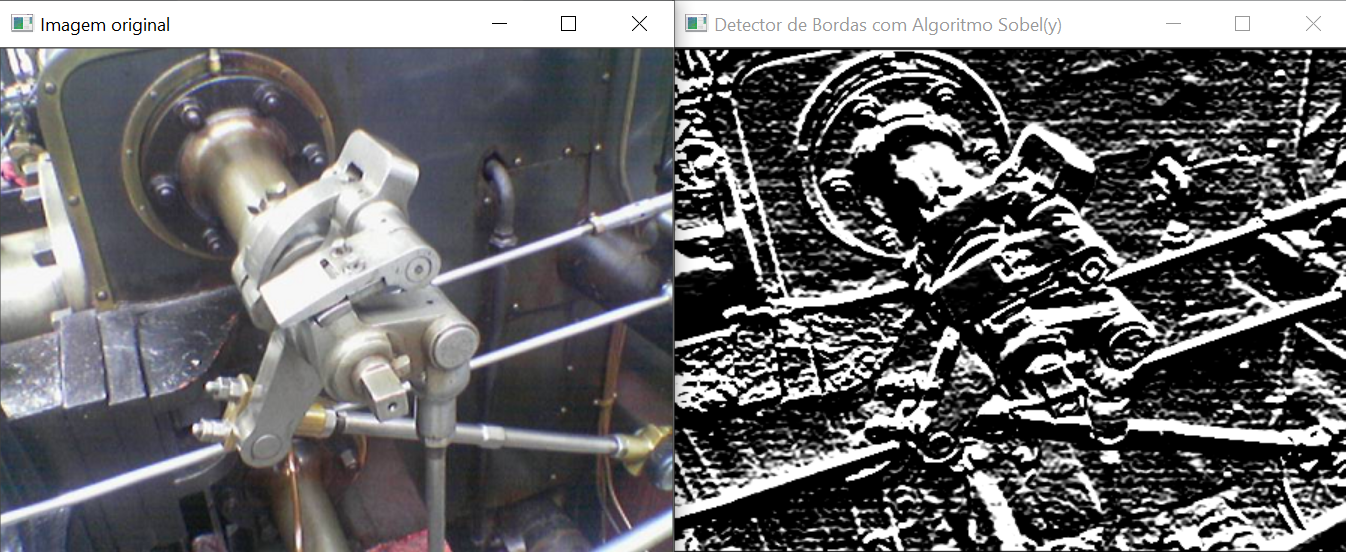 Imagem original
Detector de Bordas com Algoritmo Sobel(y)